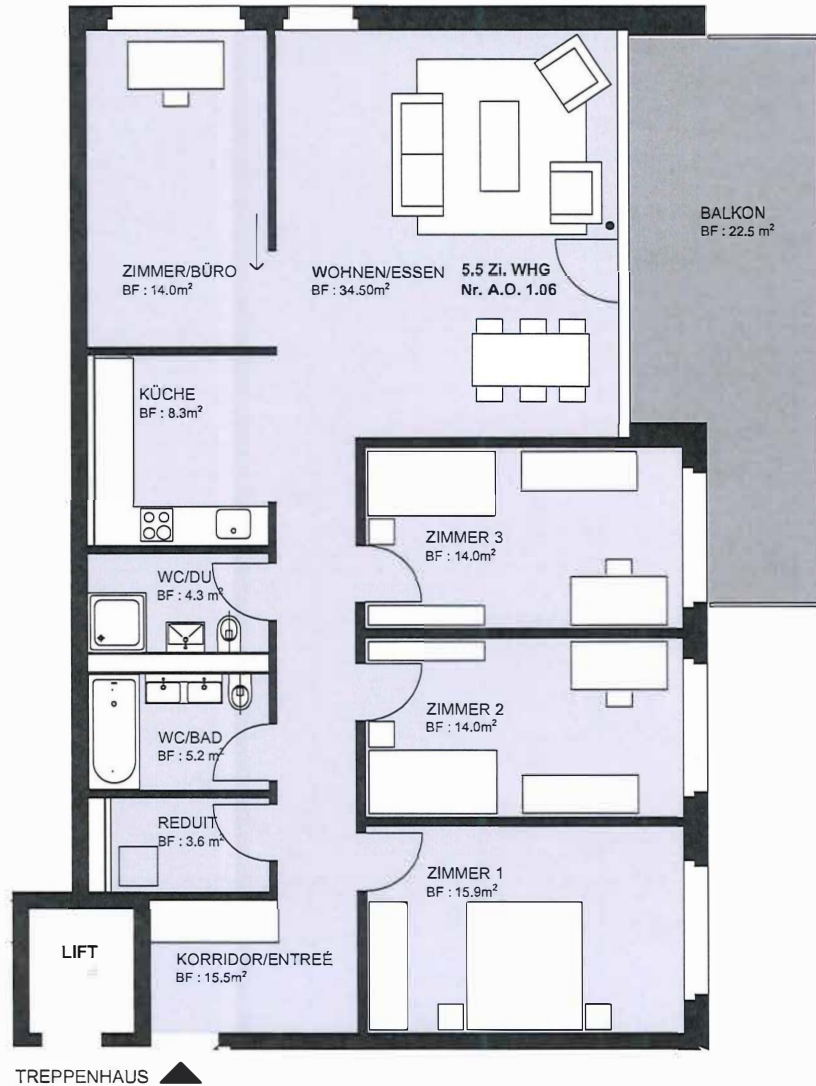 BALKON
BF : 22.5 m²
ZIMMER/BÜRO
BF : 14.0m²
WOHNEN/ESSEN
BF : 34.50m²
5.5 Zi. WHG
Nr. A.O. 1.06
KÜCHE
BF : 8.3m²
ZIMMER 3
BF : 14.0m²
WC/DU
BF : 4.3 m²
ZIMMER 2
BF : 14.0m²
WC/BAD
BF : 5.2 m²
REDUIT
BF : 3.6 m²
ZIMMER 1
BF : 15.9m²
LIFT
KORRIDOR/ENTREÉ
BF : 15.5m²
TREPPENHAUS